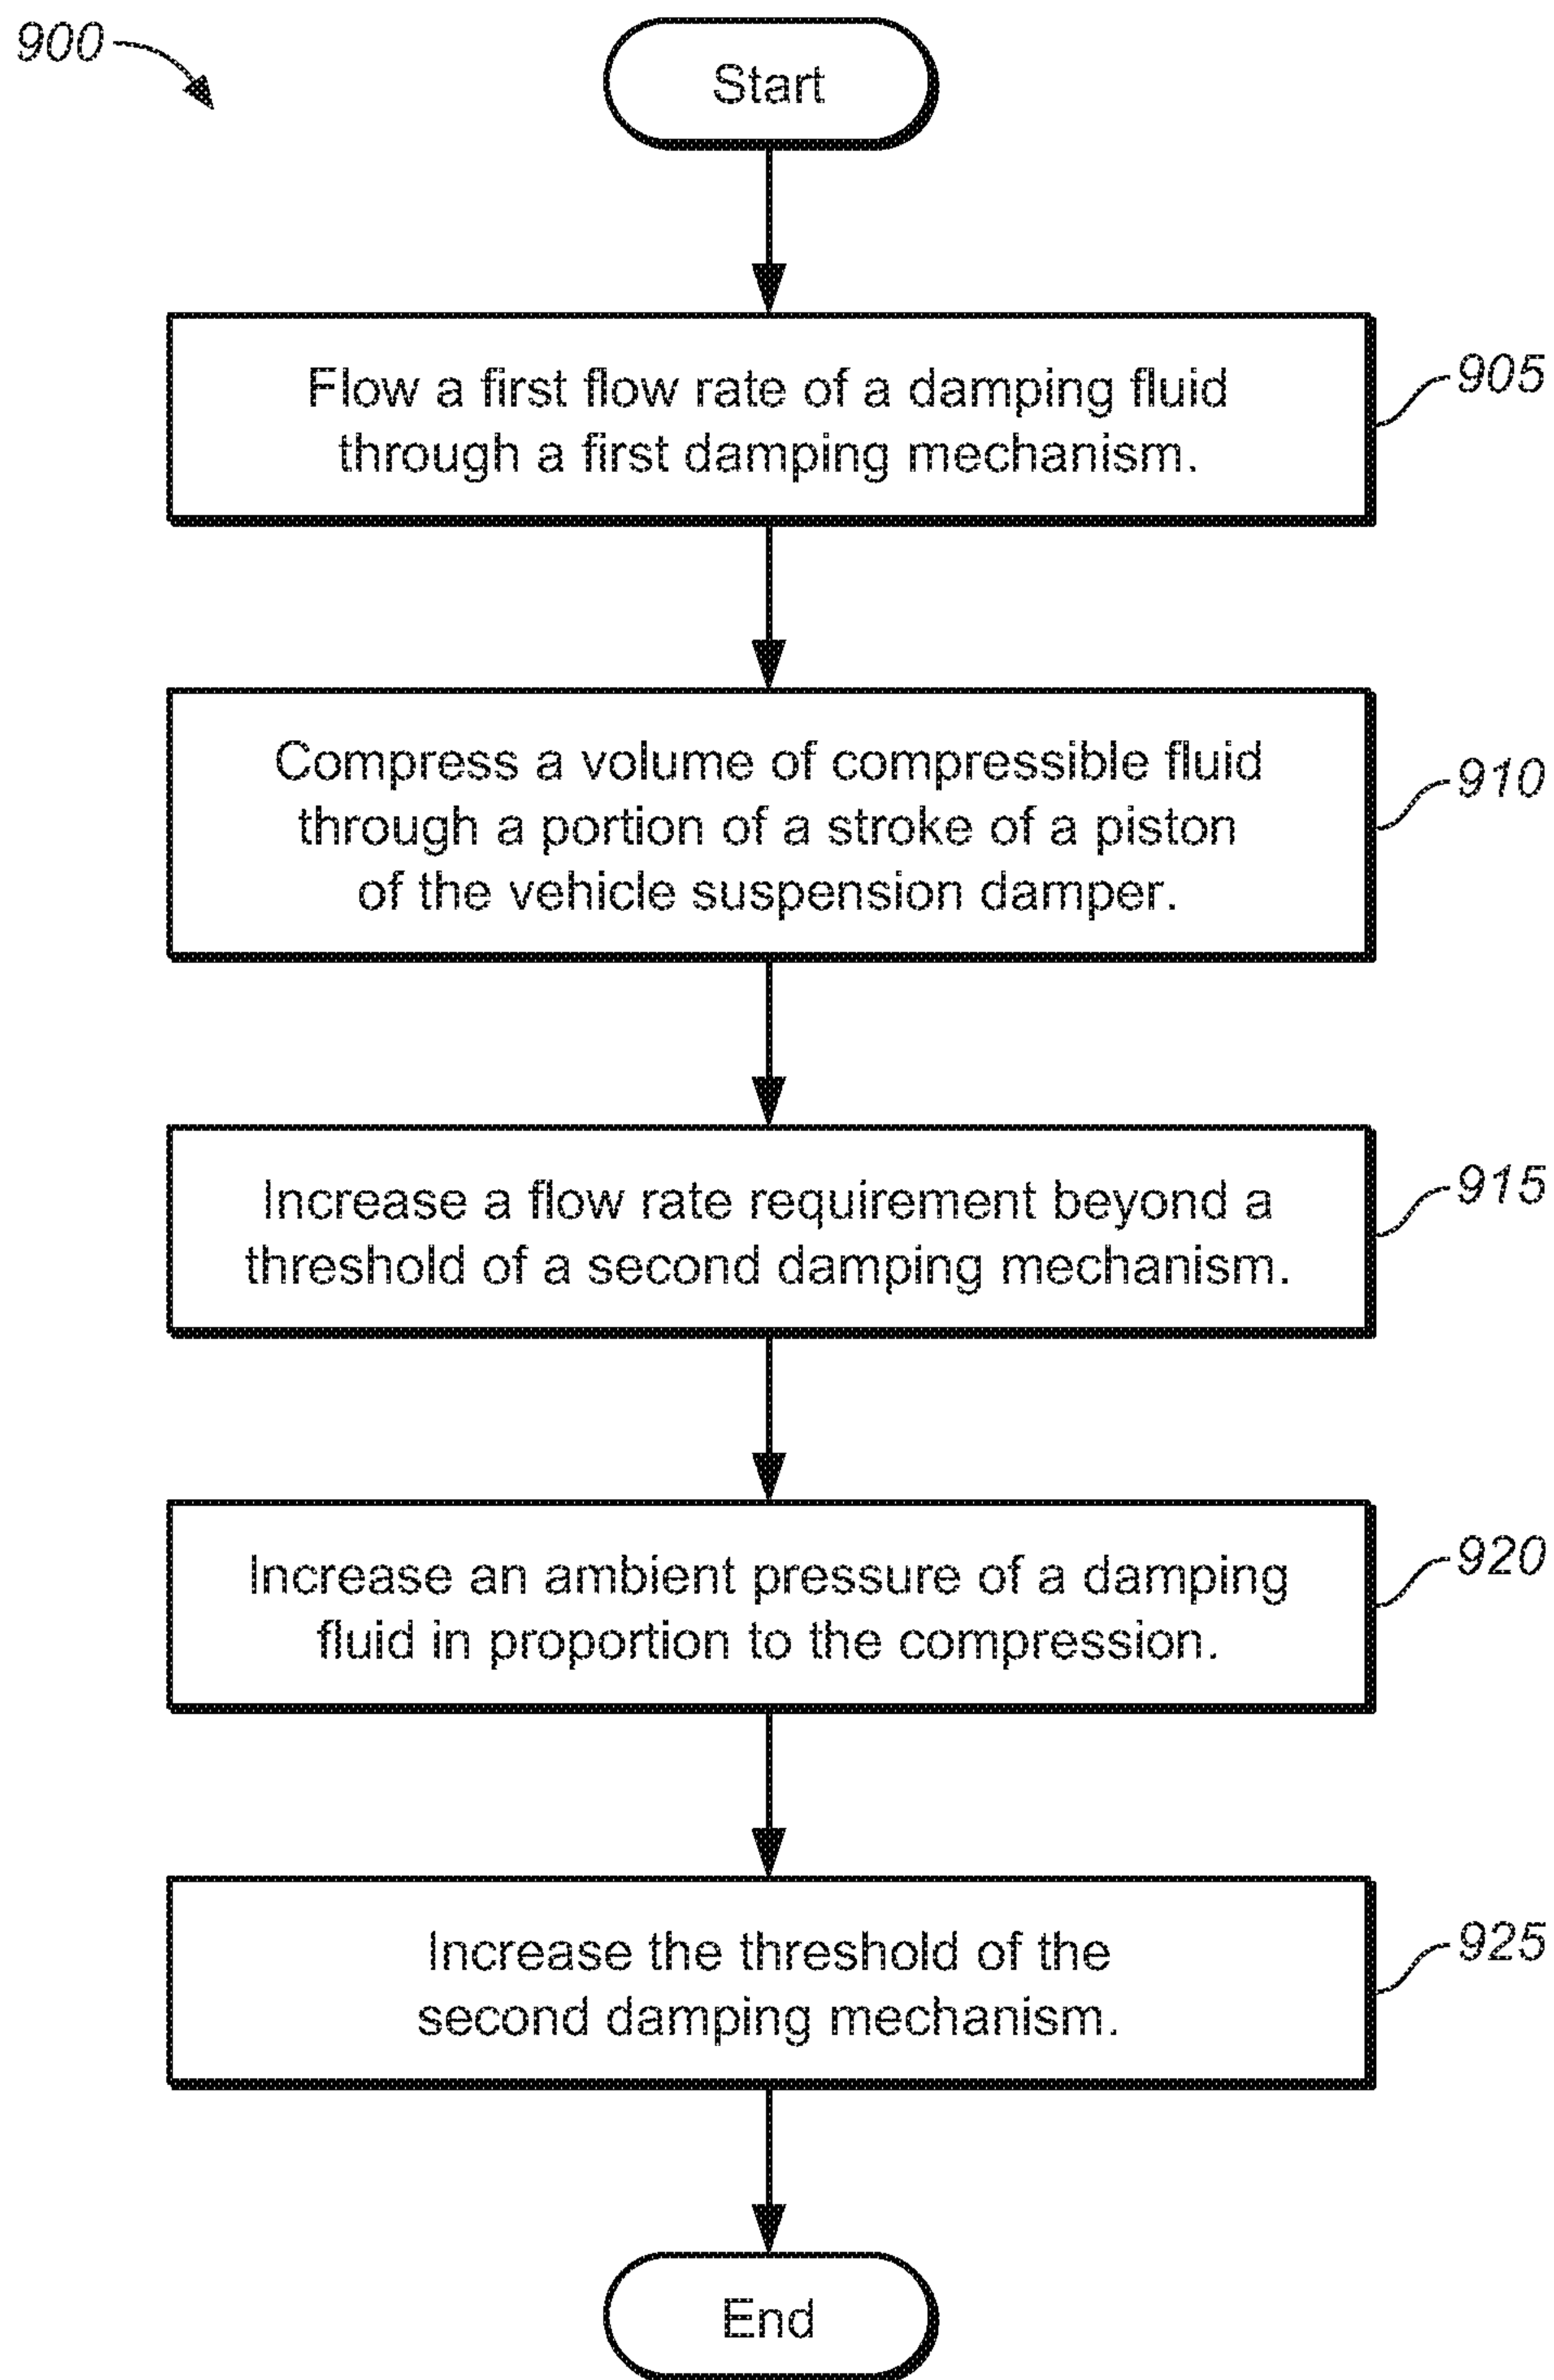 900
Start
Flow a first flow rate of a damping fluid
through a first damping mechanism.
905
Compress a volume of compressible fluid
through a portion of a stroke of a piston
of the vehicle suspension damper.
910
Increase a flow rate requirement beyond a
threshold of a second damping mechanism.
915
Increase an ambient pressure of a damping
fluid in proportion to the compression.
920
Increase the threshold of the
second damping mechanism.
925
End